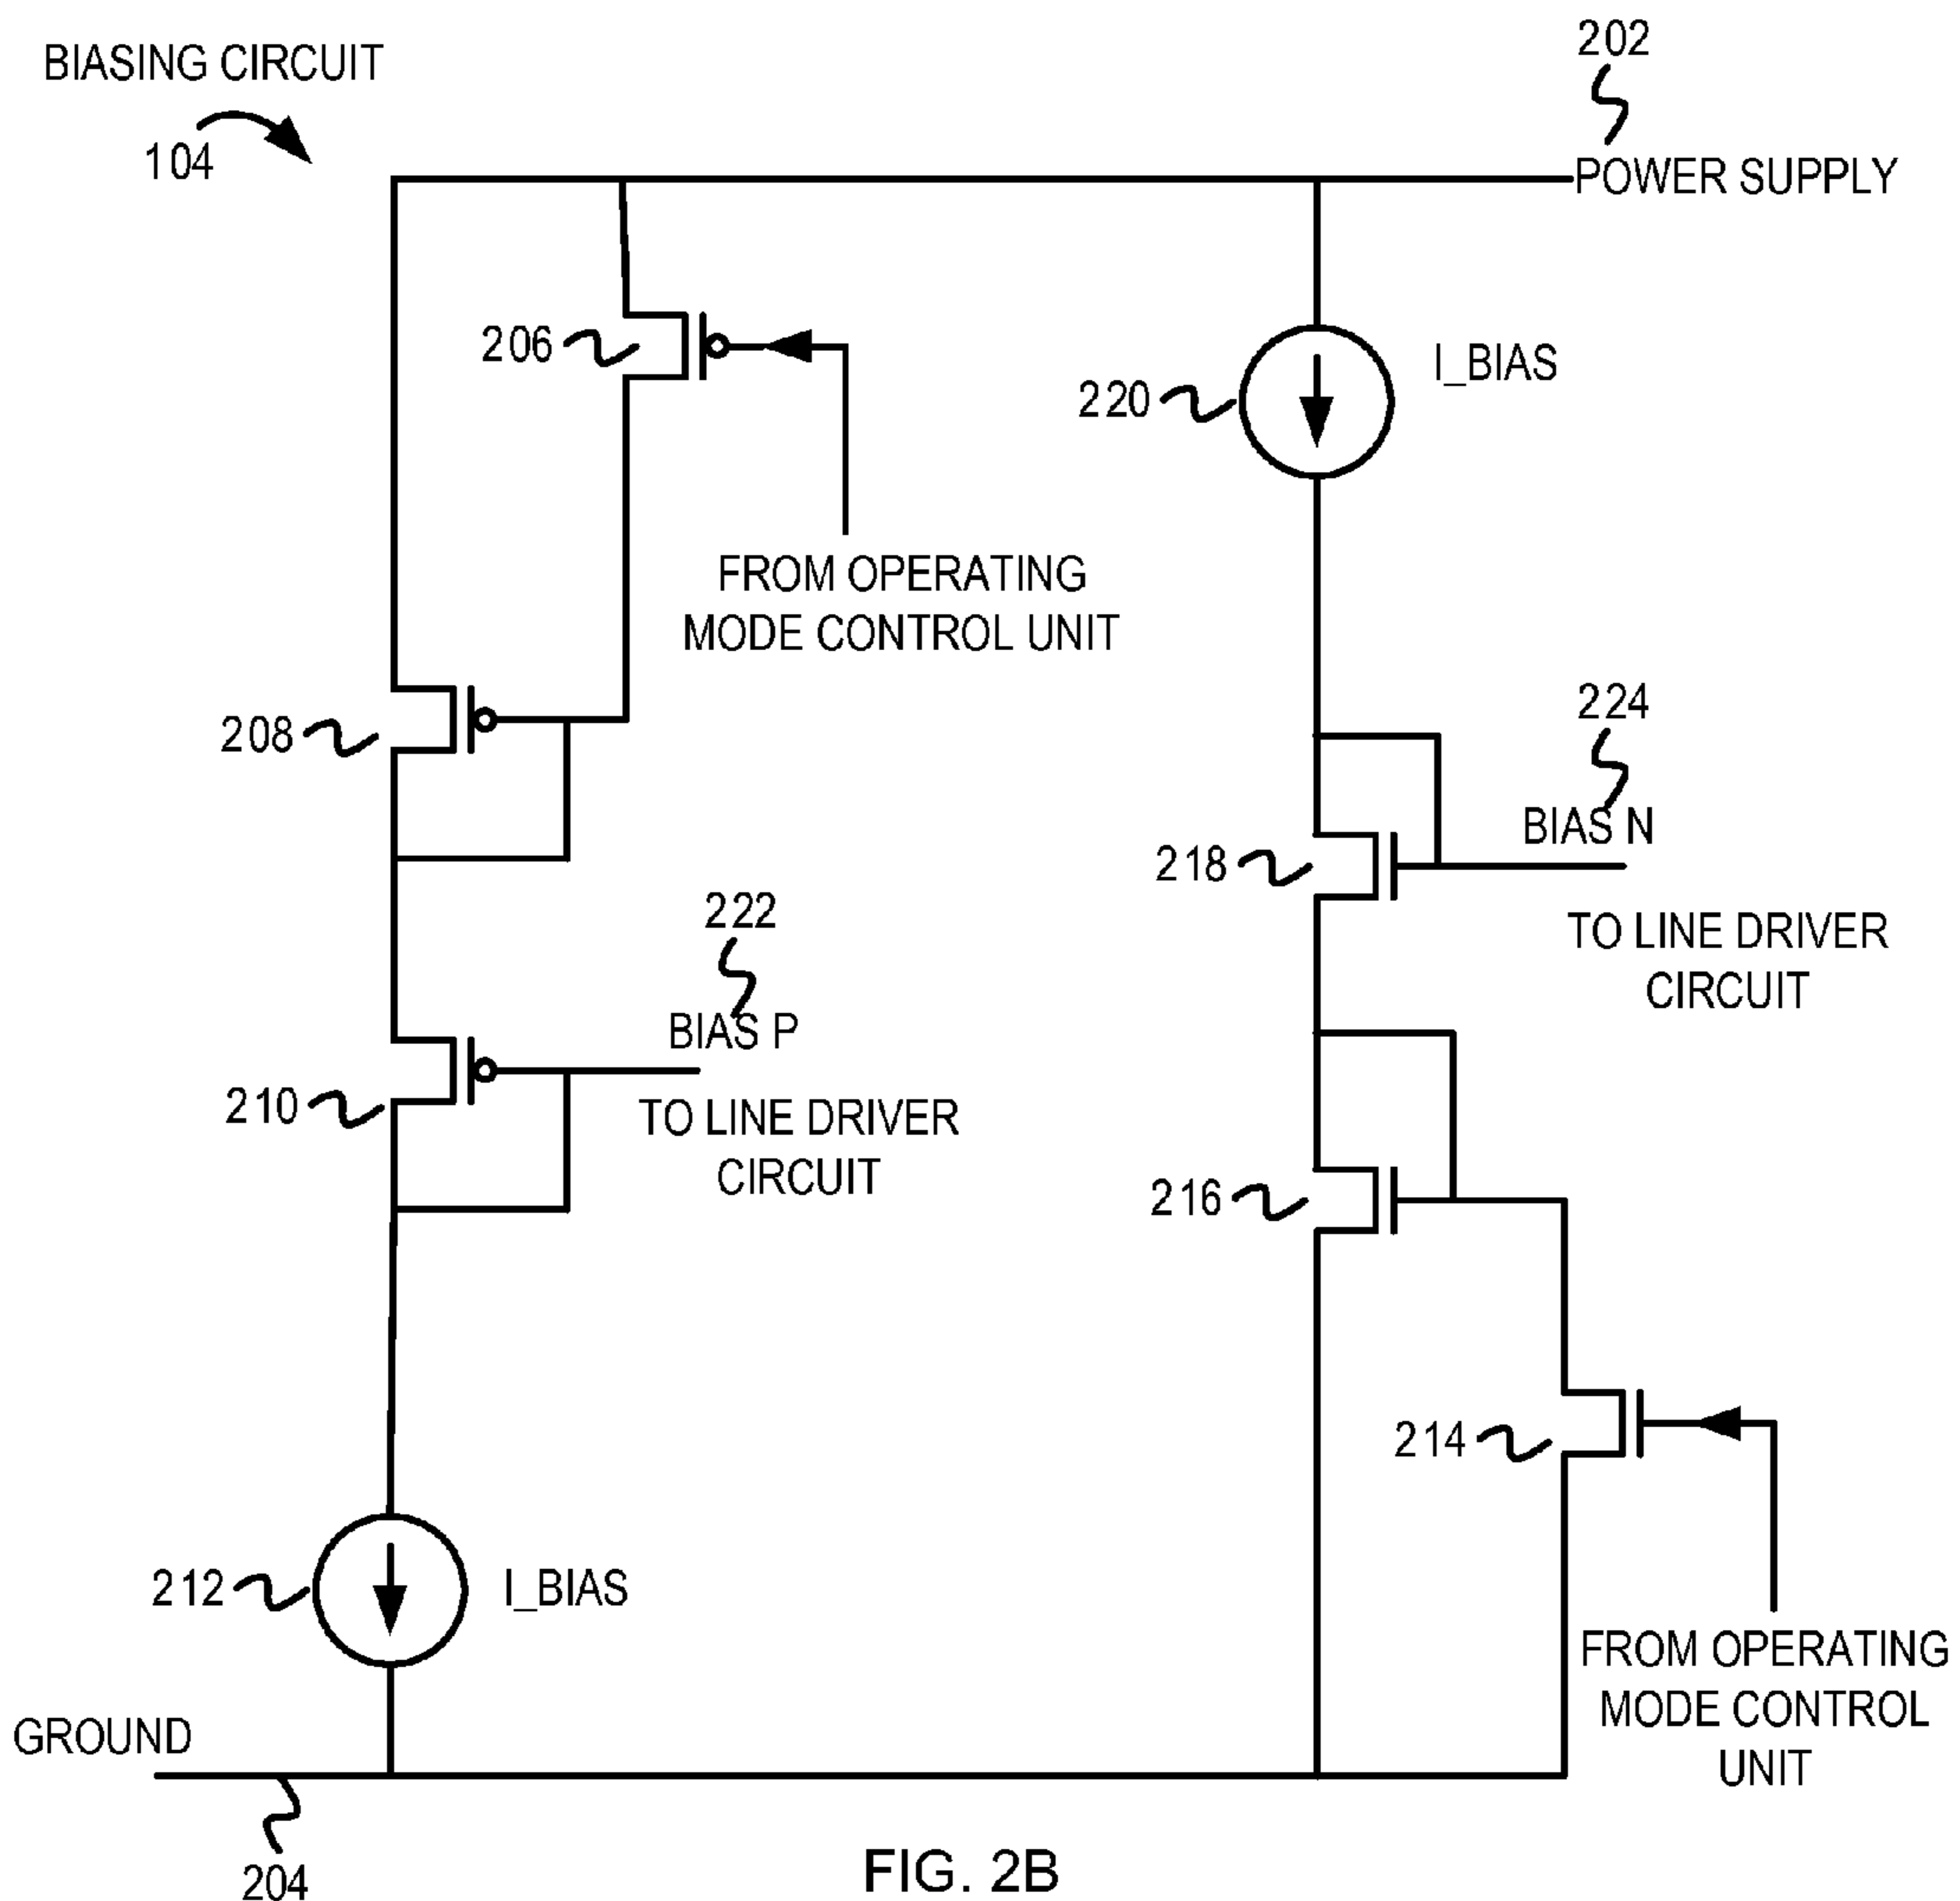 202
BIASING CIRCUIT
104
POWER SUPPLY
206
220
I_BIAS
FROM OPERATING
MODE CONTROL UNIT
208
224
BIAS N
218
222
TO LINE DRIVER
CIRCUIT
BIAS P
210
TO LINE DRIVER
CIRCUIT
216
214
212
I_BIAS
FROM OPERATING
MODE CONTROL
UNIT
GROUND
204
FIG. 2B